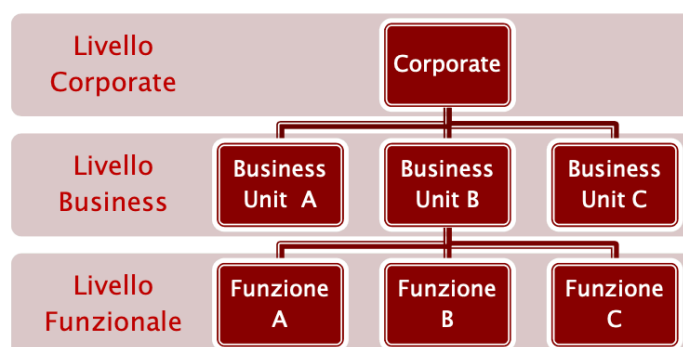 Livello
Corporate
Corporate
Livello
Business
Business
Unit A
Business
Unit B
Business
Unit C
Livello
Funzionale
Funzione
A
Funzione
B
Funzione
C